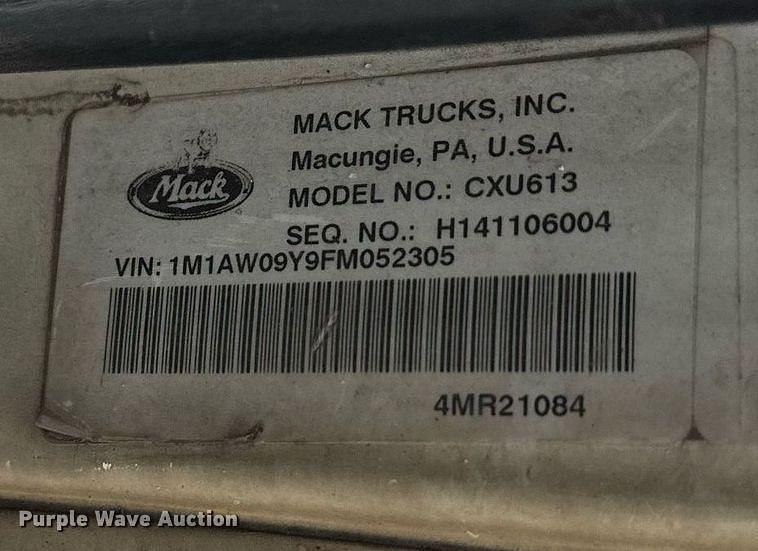 MACK TRUCKS, INC.
Macungie, PA, U.S.A.
Mack
MODEL NO.: CXU613
SEQ. NO.: H141106004
VIN: 1M1AW09Y9FM052305
4MR21084
Purple Wave Auction